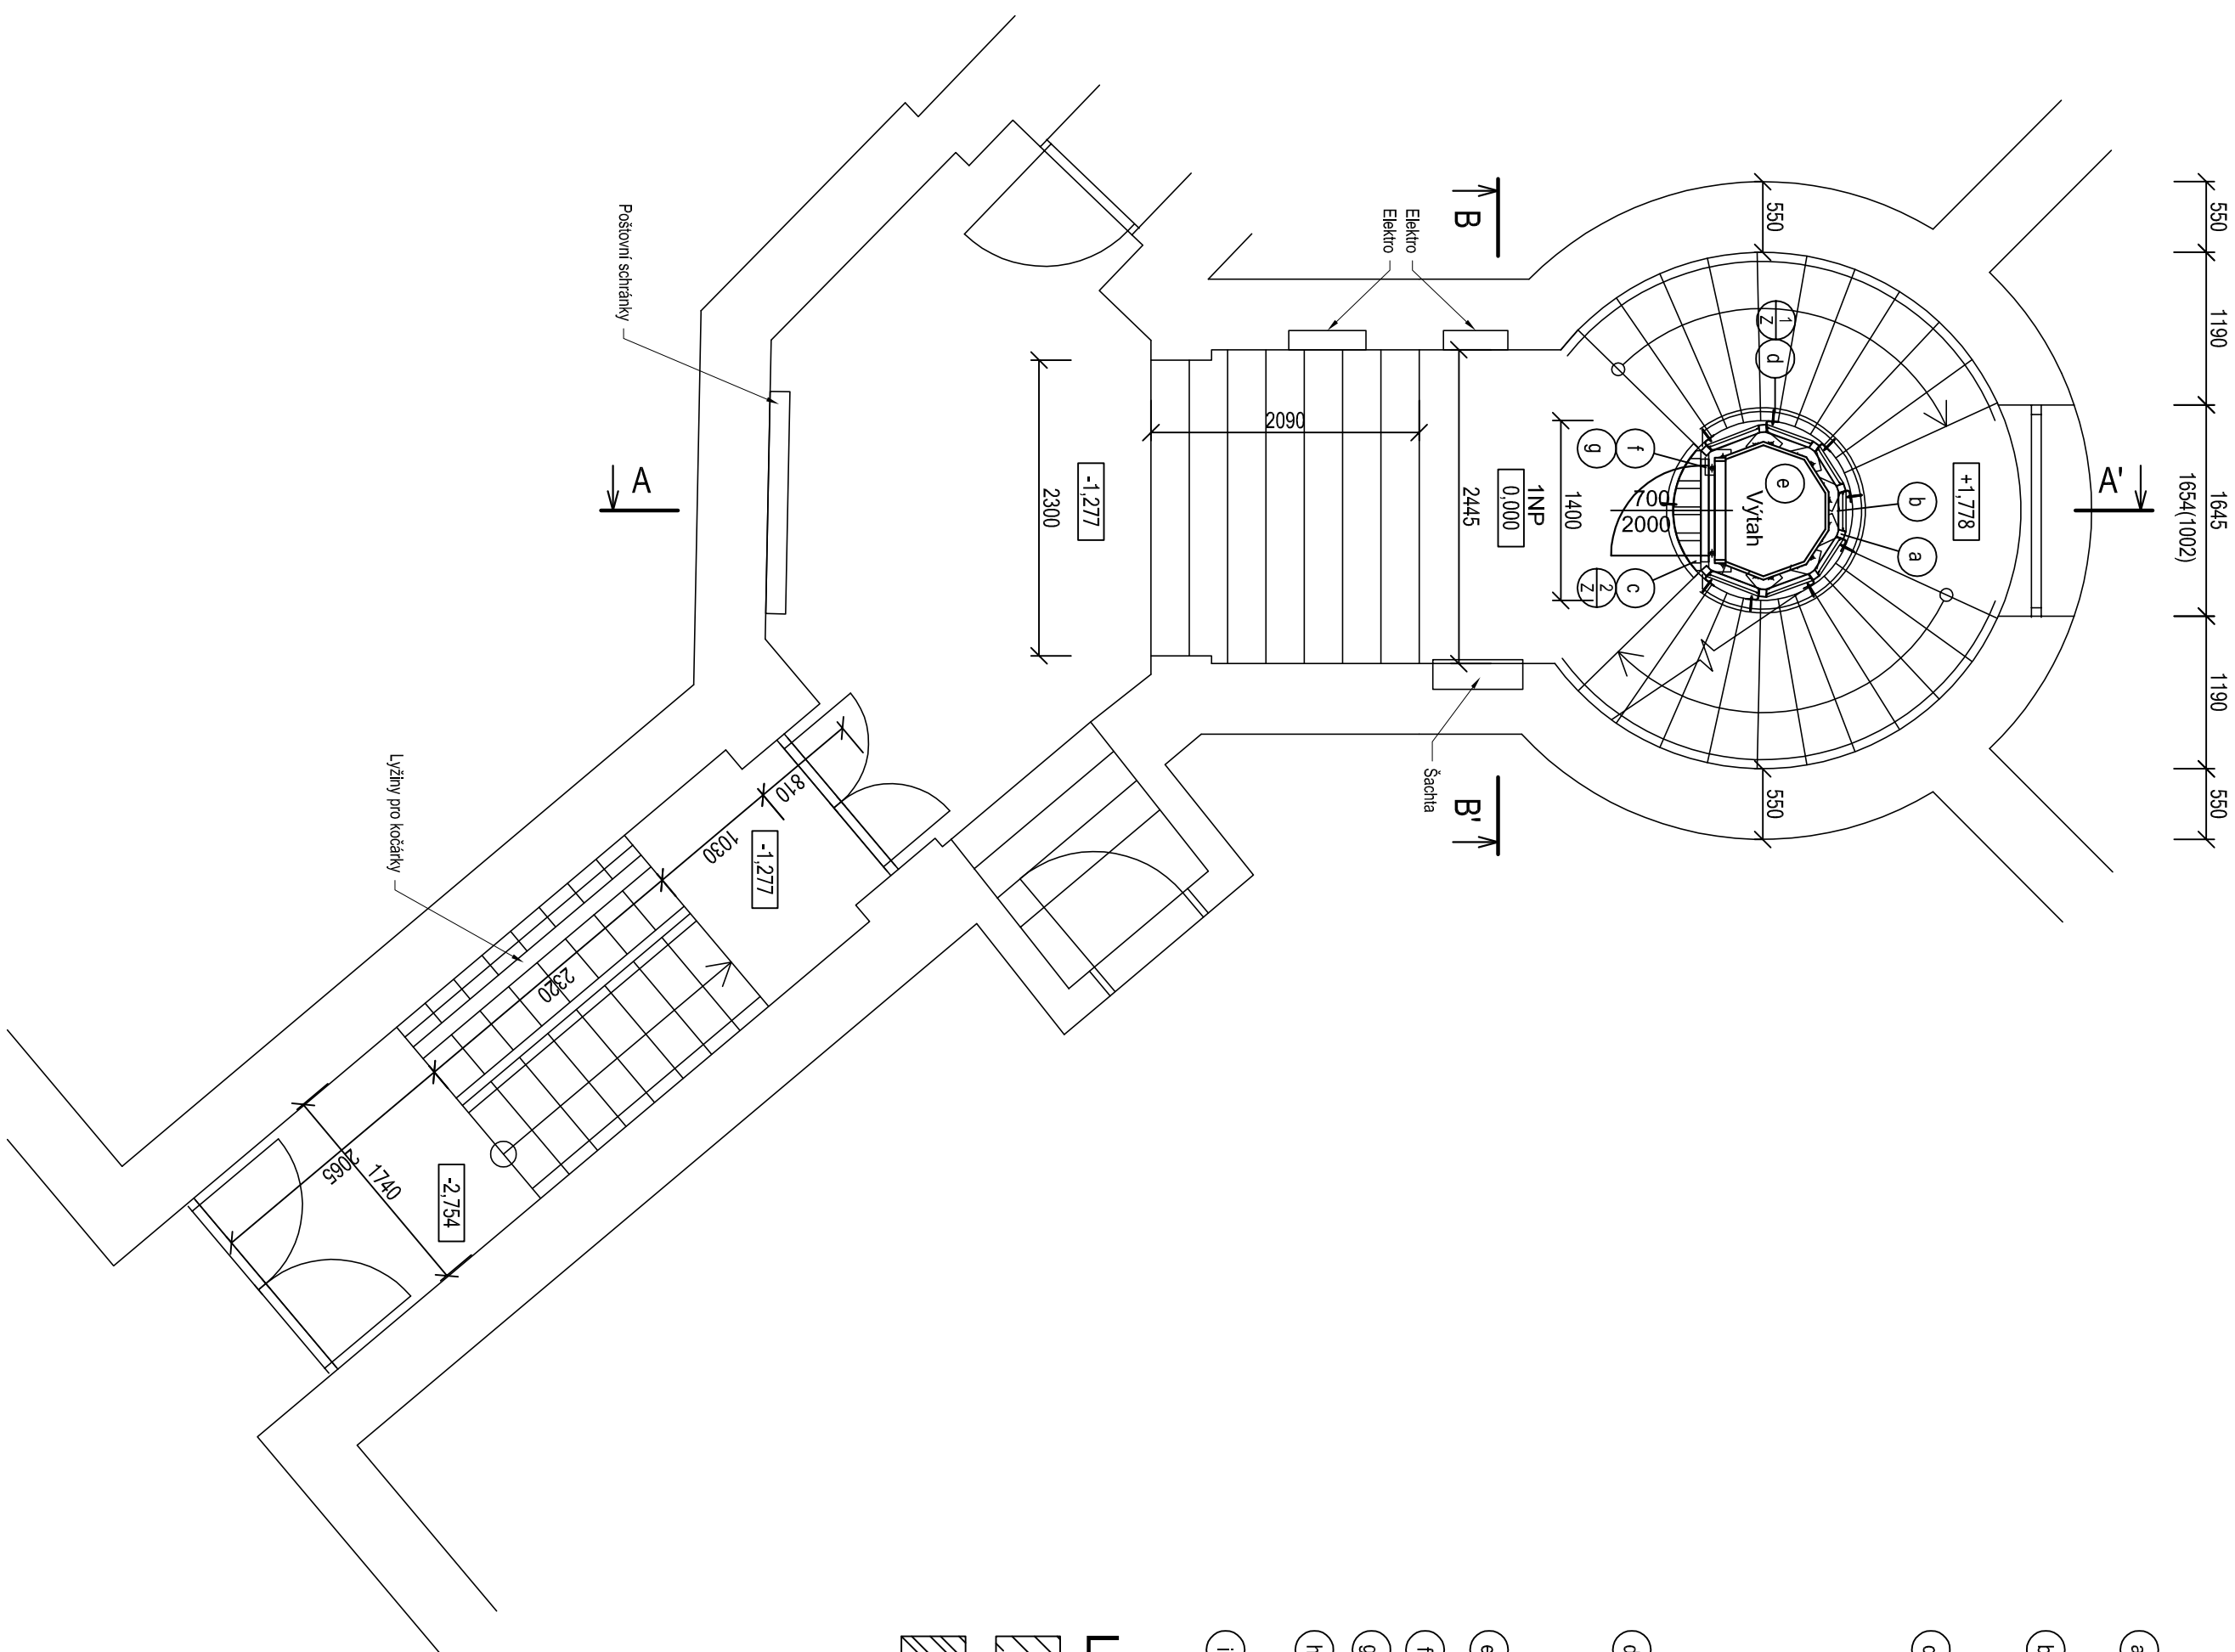 550
1190
1645
1654(1002)
1190
550
A'
+1,778
b
a
550
1
Z
d
e
Výtah
700
2000
f
g
c
2
Z
550
1400
1NP
0,000
2445
B
B'
Elektro
Elektro
Šachta
2090
-1,277
2300
A
Poštovní schránky
810
1030
-1,277
Lyžiny pro kočárky
2320
2065
1740
-2,754
a
b
d
e
f
g
h
i